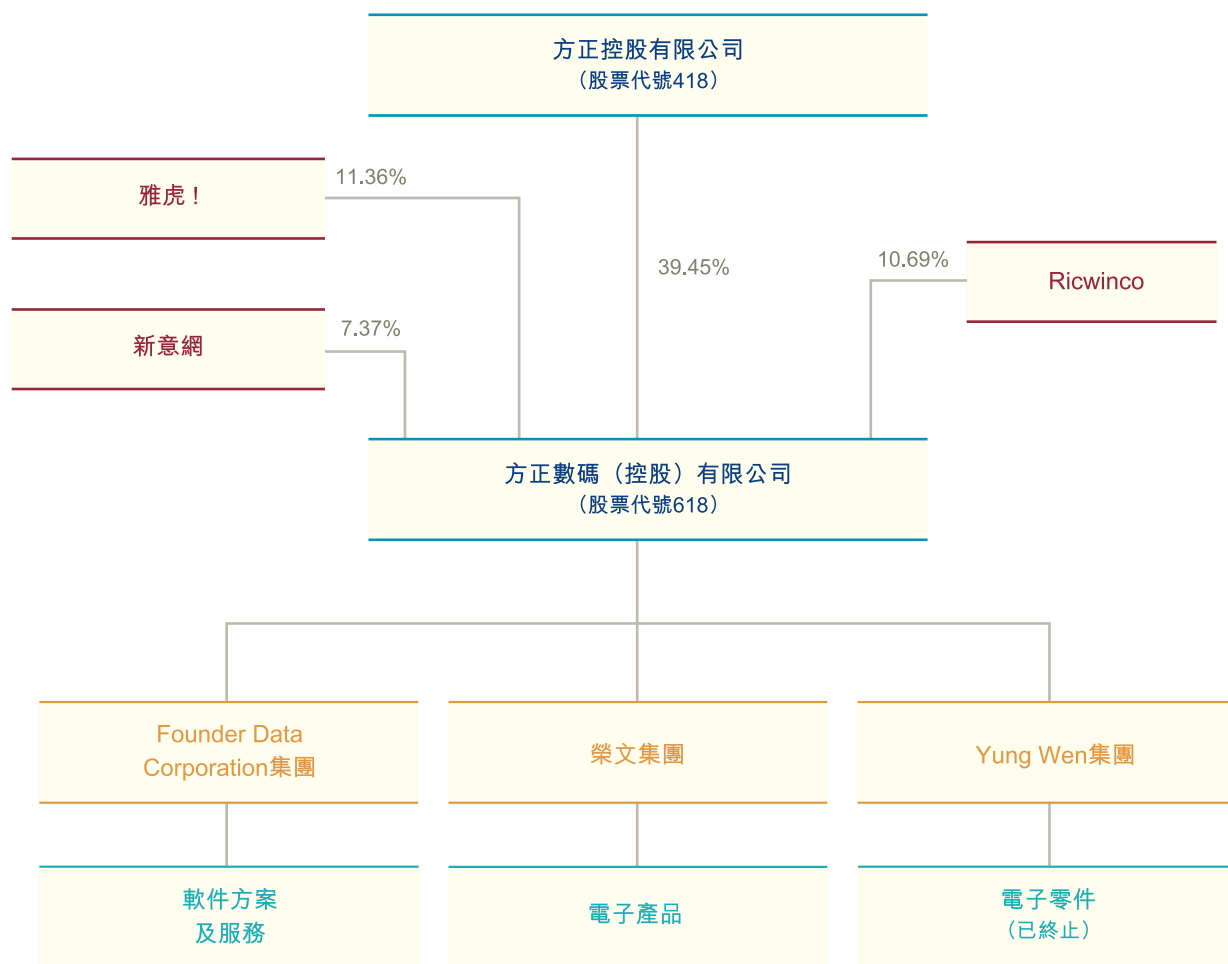 方正控股有限公司
（股票代號418）
11.36%
雅虎！
39.45%
10.69%
Ricwinco
7.37%
新意網
方正數碼（控股）有限公司
（股票代號618）
Founder Data
Corporation集團
榮文集團
Yung Wen集團
軟件方案
及服務
電子產品
電子零件
（已終止）